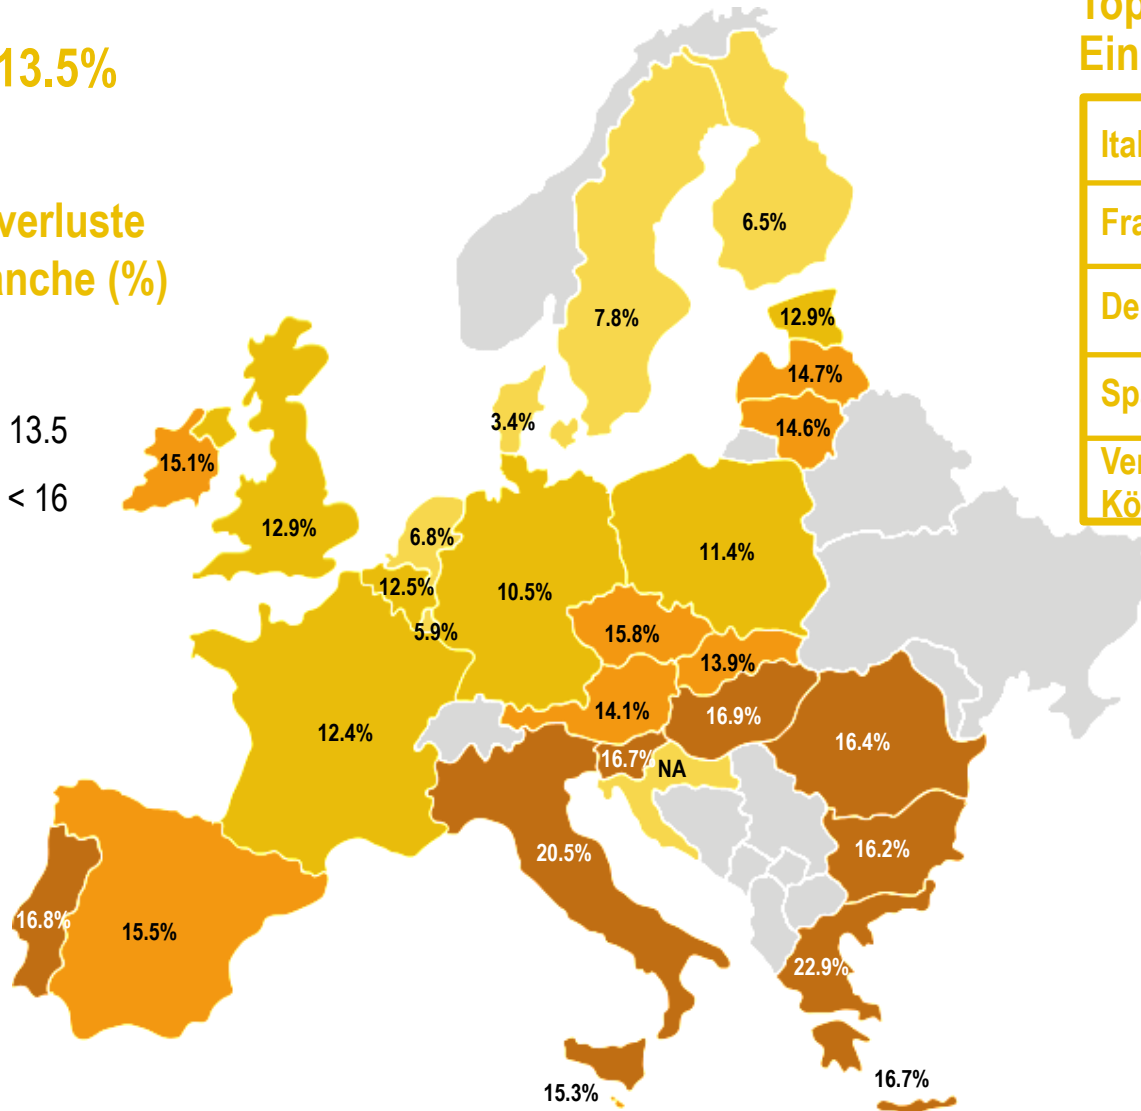 13.5%
verluste
anche (%)
13.5
< 16
Top
Ein
Ital
Fra
De
Sp
Ver
Kö
6.5%
7.8%
12.9%
14.7%
3.4%
14.6%
15.1%
12.9%
6.8%
11.4%
12.5%
10.5%
5.9%
15.8%
13.9%
14.1%
16.9%
12.4%
16.4%
16.7%
NA
20.5%
16.2%
16.8%
15.5%
22.9%
15.3%
16.7%